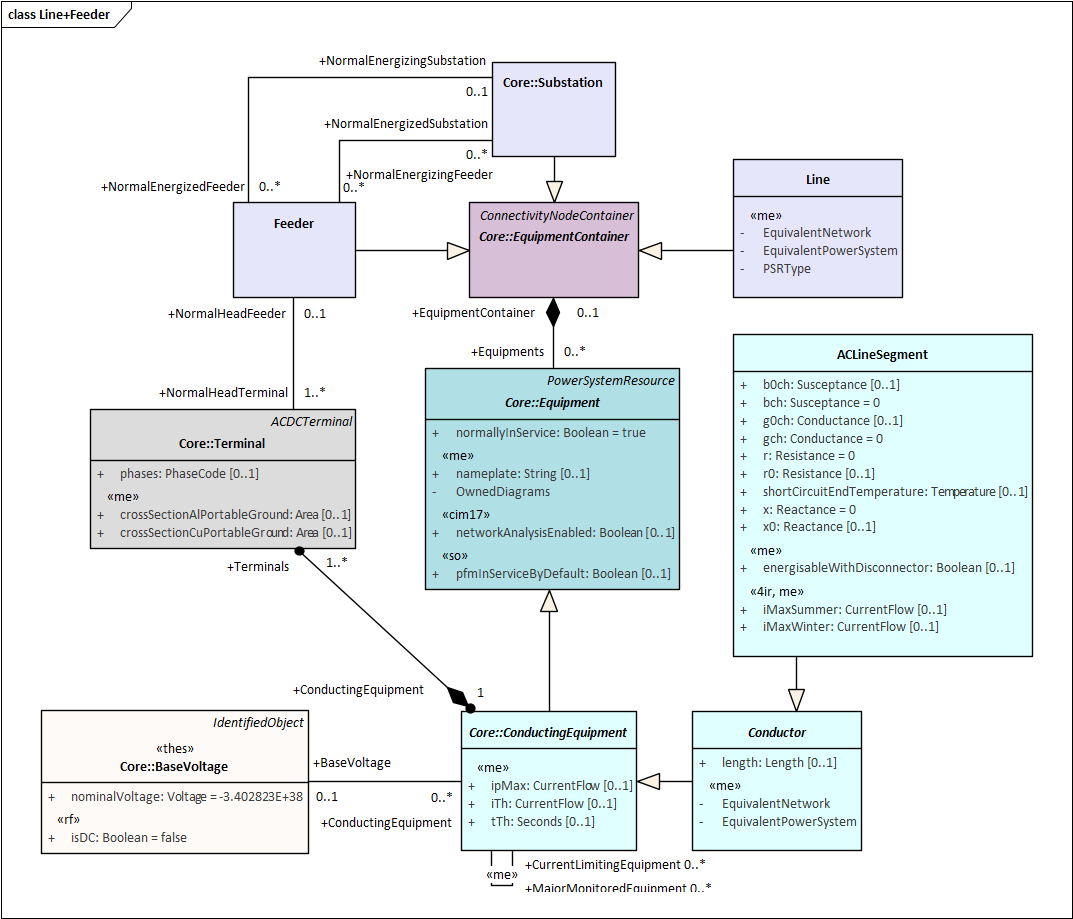 class Line+Feeder
+NormalEnergizingSubstation
0..1
Core::Substation
+NormalEnergizedSubstation
0..*
+NormalEnergizingFeeder
0..*
+NormalEnergizedFeeder
0..*
Feeder
ConnectivityNodeContainer
Core::EquipmentContainer
Line
«me»
- EquivalentNetwork
- EquivalentPowerSystem
- PSRType
+NormalHeadFeeder
0..1
+EquipmentContainer
0..1
+Equipments
0..*
+NormalHeadTerminal
1..*
ACDCTerminal
Core::Terminal
+ phases: PhaseCode [0..1]
«me»
+ crossSectionAlPortableGround: Area [0..1]
+ crossSectionCuPortableGround: Area [0..1]
PowerSystemResource
Core::Equipment
+ normallyInService: Boolean = true
«me»
+ nameplate: String [0..1]
- OwnedDiagrams
«cim17»
+ networkAnalysisEnabled: Boolean [0..1]
«so»
+ pfmInServiceByDefault: Boolean [0..1]
ACLineSegment
+ b0ch: Susceptance [0..1]
+ bch: Susceptance = 0
+ g0ch: Conductance [0..1]
+ gch: Conductance = 0
+ r: Resistance = 0
+ r0: Resistance [0..1]
+ shortCircuitEndTemperature: Temperature [0..1]
+ x: Reactance = 0
+ x0: Reactance [0..1]
«me»
+ energisableWithDisconnector: Boolean [0..1]
«4ir, me»
+ iMaxSummer: CurrentFlow [0..1]
+ iMaxWinter: CurrentFlow [0..1]
+Terminals
1..*
+ConductingEquipment
1
IdentifiedObject
«thes»
Core::BaseVoltage
+ nominalVoltage: Voltage = -3.402823E+38
«rf»
+ isDC: Boolean = false
+BaseVoltage
0..1
0..*
+ConductingEquipment
Core::ConductingEquipment
«me»
+ ipMax: CurrentFlow [0..1]
+ iTh: CurrentFlow [0..1]
+ tTh: Seconds [0..1]
Conductor
+ length: Length [0..1]
«me»
- EquivalentNetwork
- EquivalentPowerSystem
+CurrentLimitingEquipment 0..*
«me»
+MajorMonitoredEquipment 0..*